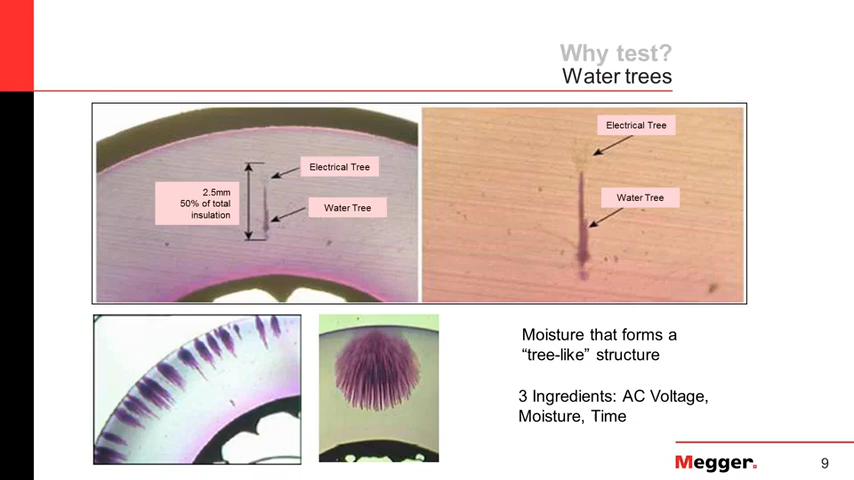 Why test?
Water trees
Electrical Tree
2.5mm
50% of total
insulation
Water Tree
Electrical Tree
Water Tree
Moisture that forms a
“tree-like” structure
3 Ingredients: AC Voltage,
Moisture, Time
Megger.
9